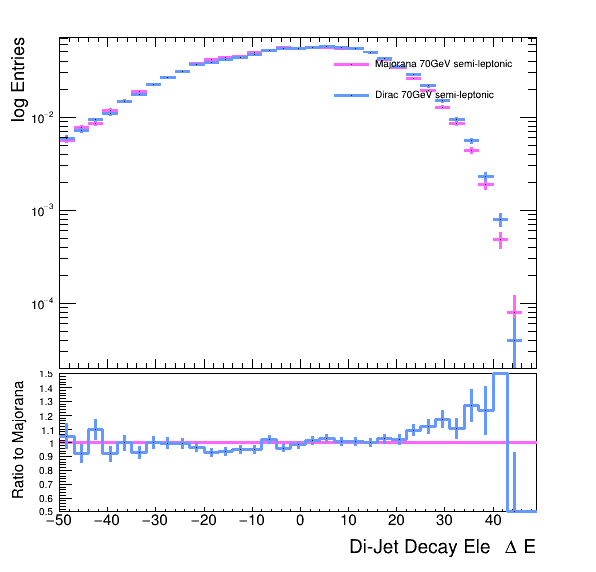 log Entries
Majorana 70GeV semi-leptonic
Dirac 70GeV semi-leptonic
10⁻²
10⁻³
10⁻⁴
Ratio to Majorana
1.5
1.4
1.3
1.2
1.1
1
0.9
0.8
0.7
0.6
0.5
−50 −40 −30 −20 −10 0 10 20 30 40
Di-Jet Decay Ele Δ E